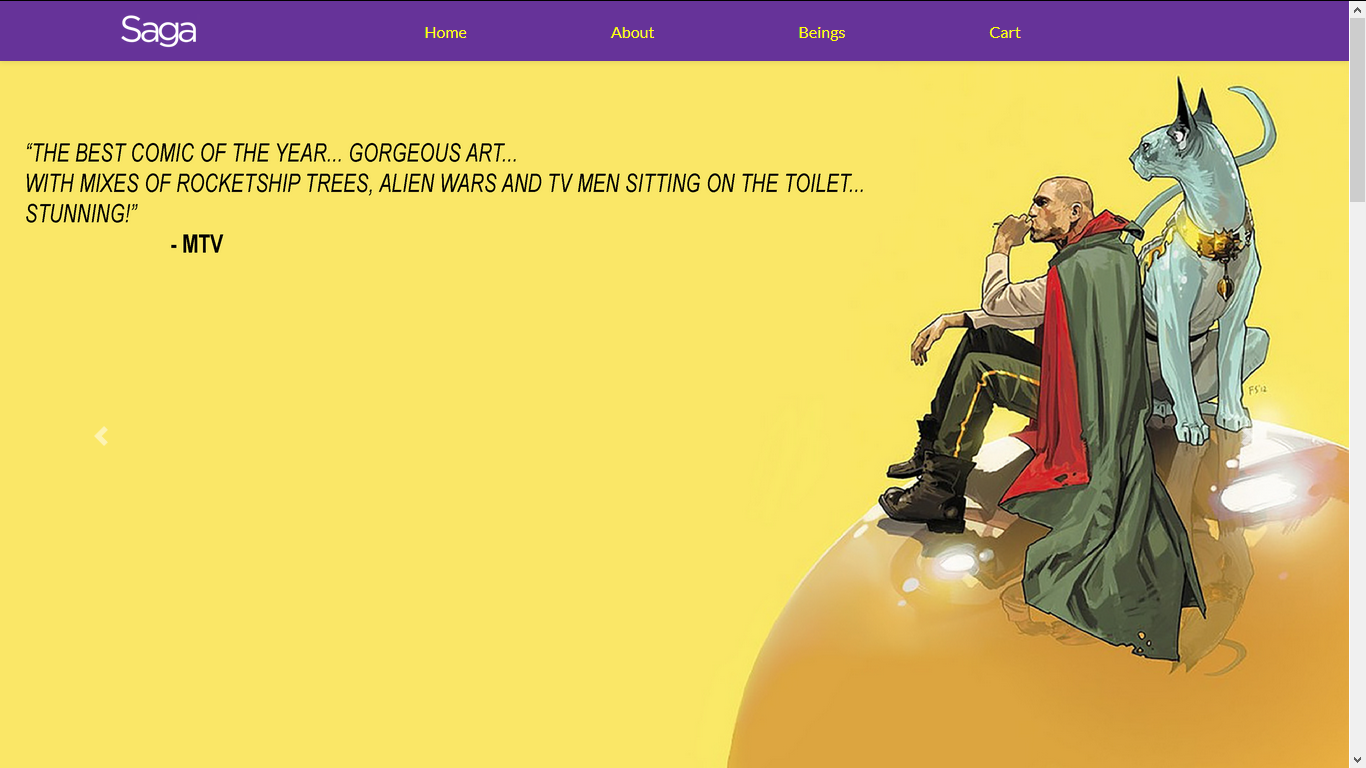 Saga
Home
About
Beings
Cart
“THE BEST COMIC OF THE YEAR... GORGEOUS ART...
WITH MIXES OF ROCKETSHIP TREES, ALIEN WARS AND TV MEN SITTING ON THE TOILET...
STUNNING!”
- MTV
FS'12